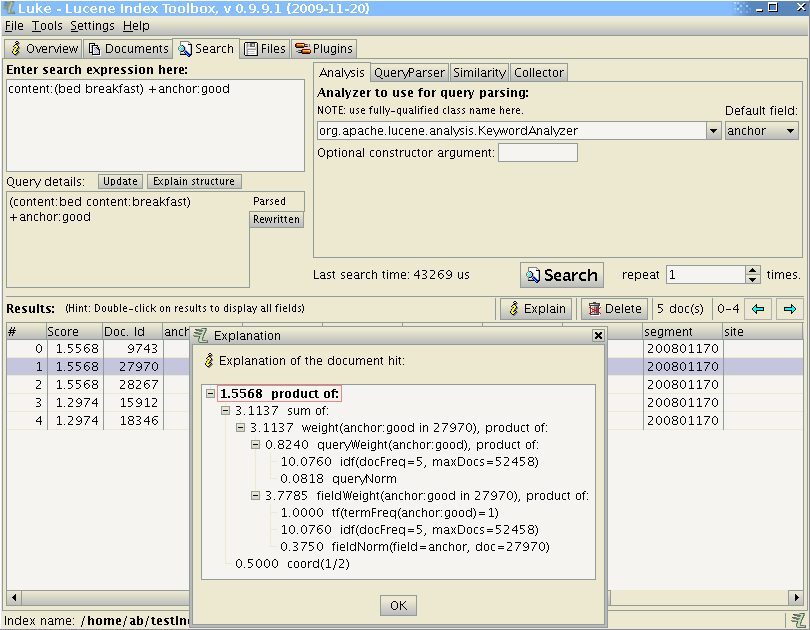 Luke - Lucene Index Toolbox, v 0.9.9.1 (2009-11-20)
File Tools Settings Help
Overview Documents Search Files Plugins
Enter search expression here:
content:(bed breakfast) +anchor:good
Analysis QueryParser Similarity Collector
Analyzer to use for query parsing:
NOTE: use fully-qualified class name here.
Default field:
org.apache.lucene.analysis.KeywordAnalyzer
anchor
Optional constructor argument:
Query details: Update Explain structure
(content:bed content:breakfast)
+anchor:good
Parsed
Rewritten
Last search time: 43269 us
Search
repeat 1 times.
Results: (Hint: Double-click on results to display all fields)
Explain Delete 5 doc(s) 0-4
# Score Doc. Id anch segment site
0 1.5568 9743 200801170
1 1.5568 27970 200801170
2 1.5568 28267 200801170
3 1.2974 15912 200801170
4 1.2974 18346 200801170
Explanation
Explanation of the document hit:
1.5568 product of:
3.1137 sum of:
3.1137 weight(anchor:good in 27970), product of:
0.8240 queryWeight(anchor:good), product of:
10.0760 idf(docFreq=5, maxDocs=52458)
0.0818 queryNorm
3.7785 fieldWeight(anchor:good in 27970), product of:
1.0000 tf(termFreq(anchor:good)=1)
10.0760 idf(docFreq=5, maxDocs=52458)
0.3750 fieldNorm(field=anchor, doc=27970)
0.5000 coord(1/2)
OK
Index name: /home/ab/testIn